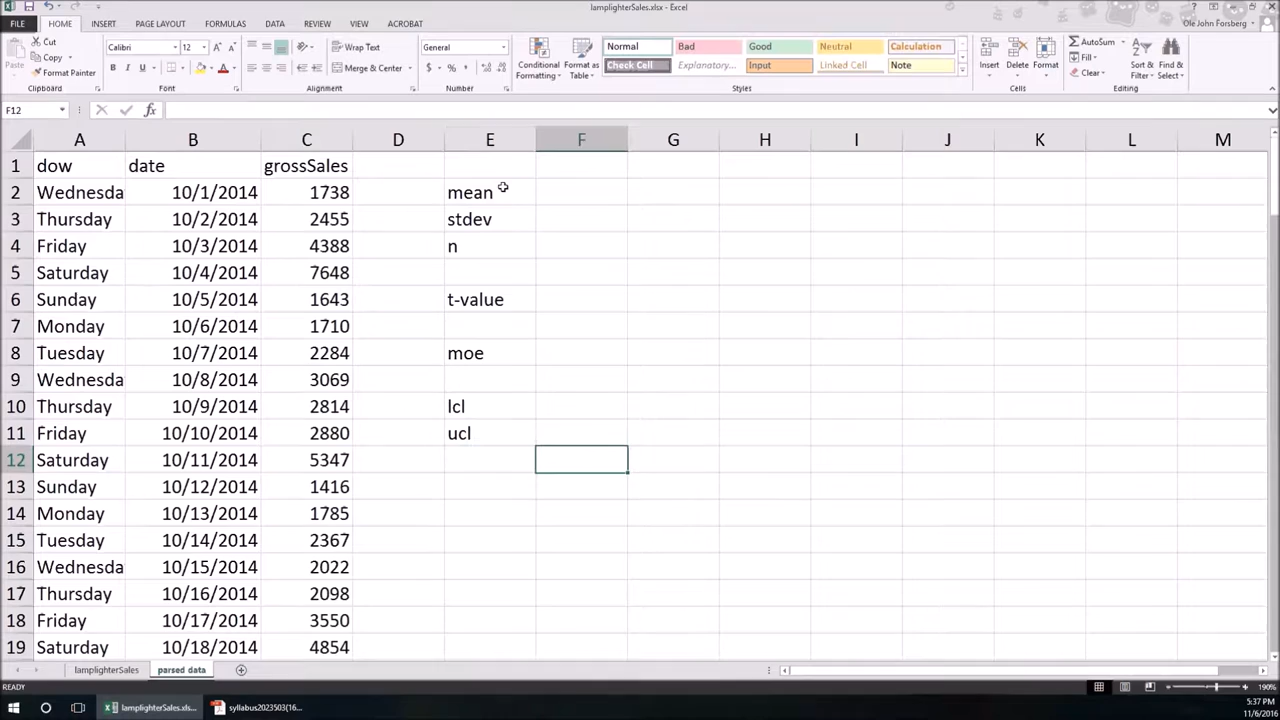 lamplighterSales.xlsx - Excel
FILE HOME INSERT PAGE LAYOUT FORMULAS DATA REVIEW VIEW ACROBAT
Ole John Forsberg
Paste
Cut
Copy
Format Painter
Clipboard
Calibri 12
B I U
Font
Wrap Text
Merge & Center
Alignment
General
$ % ,
Number
Conditional Formatting
Format as Table
Normal Bad Good Neutral Calculation
Check Cell Explanatory... Input Linked Cell Note
Styles
Insert Delete Format
Cells
AutoSum
Fill
Clear
Sort & Filter
Find & Select
Editing
F12 fx
A B C D E F G H I J K L M
1 dow date grossSales
2 Wednesda 10/1/2014 1738 mean
3 Thursday 10/2/2014 2455 stdev
4 Friday 10/3/2014 4388 n
5 Saturday 10/4/2014 7648
6 Sunday 10/5/2014 1643 t-value
7 Monday 10/6/2014 1710
8 Tuesday 10/7/2014 2284 moe
9 Wednesda 10/8/2014 3069
10 Thursday 10/9/2014 2814 lcl
11 Friday 10/10/2014 2880 ucl
12 Saturday 10/11/2014 5347
13 Sunday 10/12/2014 1416
14 Monday 10/13/2014 1785
15 Tuesday 10/14/2014 2367
16 Wednesda 10/15/2014 2022
17 Thursday 10/16/2014 2098
18 Friday 10/17/2014 3550
19 Saturday 10/18/2014 4854
lamplighterSales parsed data
READY 190%
lamplighterSales.xls... syllabus2023503(16... 5:37 PM
11/6/2016